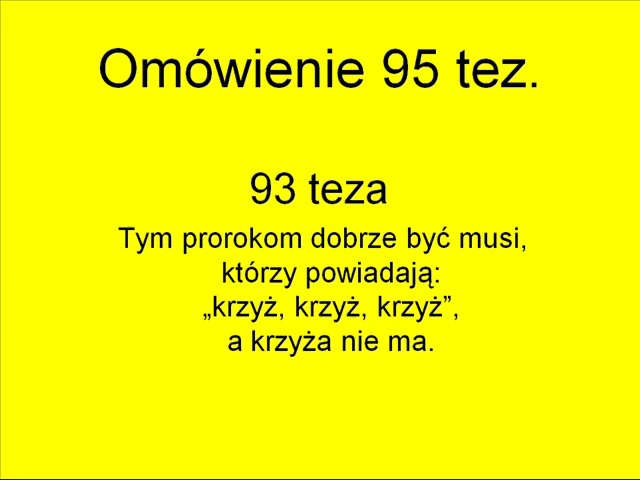 Omówienie 95 tez.
93 teza
Tym prorokom dobrze być musi,
którzy powiadają:
„krzyż, krzyż, krzyż”,
a krzyża nie ma.